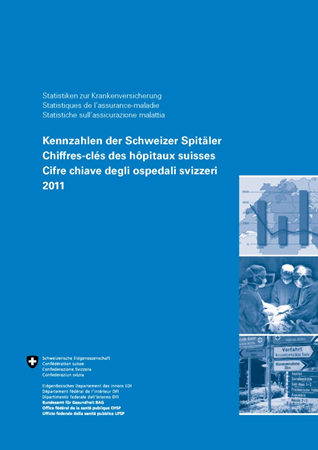 Statistiken zur Krankenversicherung
Statistiques de l'assurance-maladie
Statistiche sull'assicurazione malattia
Kennzahlen der Schweizer Spitäler
Chiffres-clés des hôpitaux suisses
Cifre chiave degli ospedali svizzeri
2011
Verfahrt
Schweizerische Eidgenossenschaft
Confédération suisse
Confederazione Svizzera
Confederaziun svizra
Eidgenössisches Departement des Innern EDI
Département fédéral de l'intérieur DFI
Dipartimento federale dell'interno DFI
Bundesamt für Gesundheit BAG
Office fédéral de la santé publique OFSP
Ufficio federale della sanità pubblica UFSP